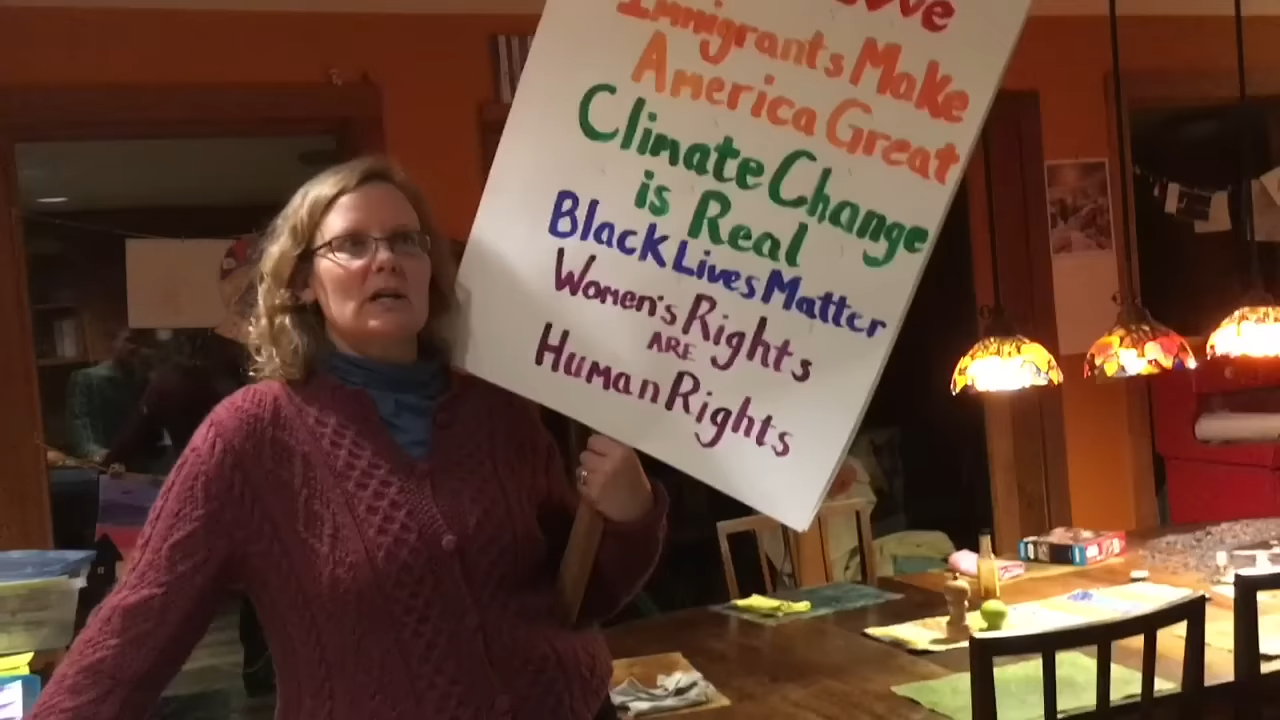 Immigrants Make
America Great
Climate Change
is Real
Black Lives Matter
Women's Rights
ARE
Human Rights